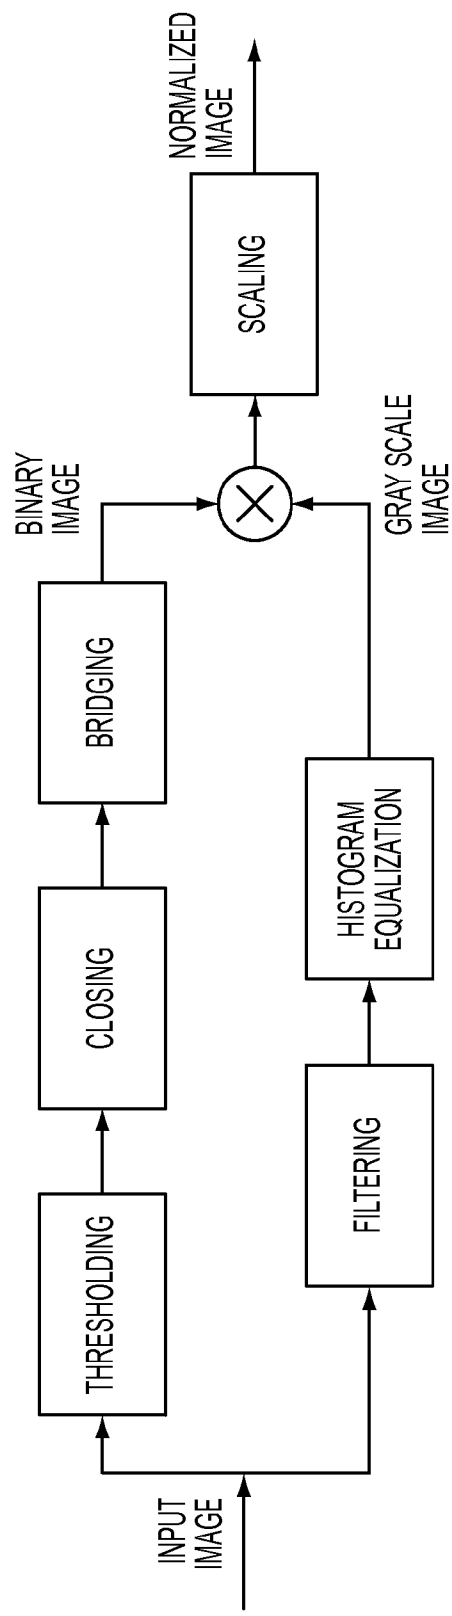 INPUT
IMAGE
THRESHOLDING
CLOSING
BRIDGING
BINARY
IMAGE
FILTERING
HISTOGRAM
EQUALIZATION
GRAY SCALE
IMAGE
SCALING
NORMALIZED
IMAGE